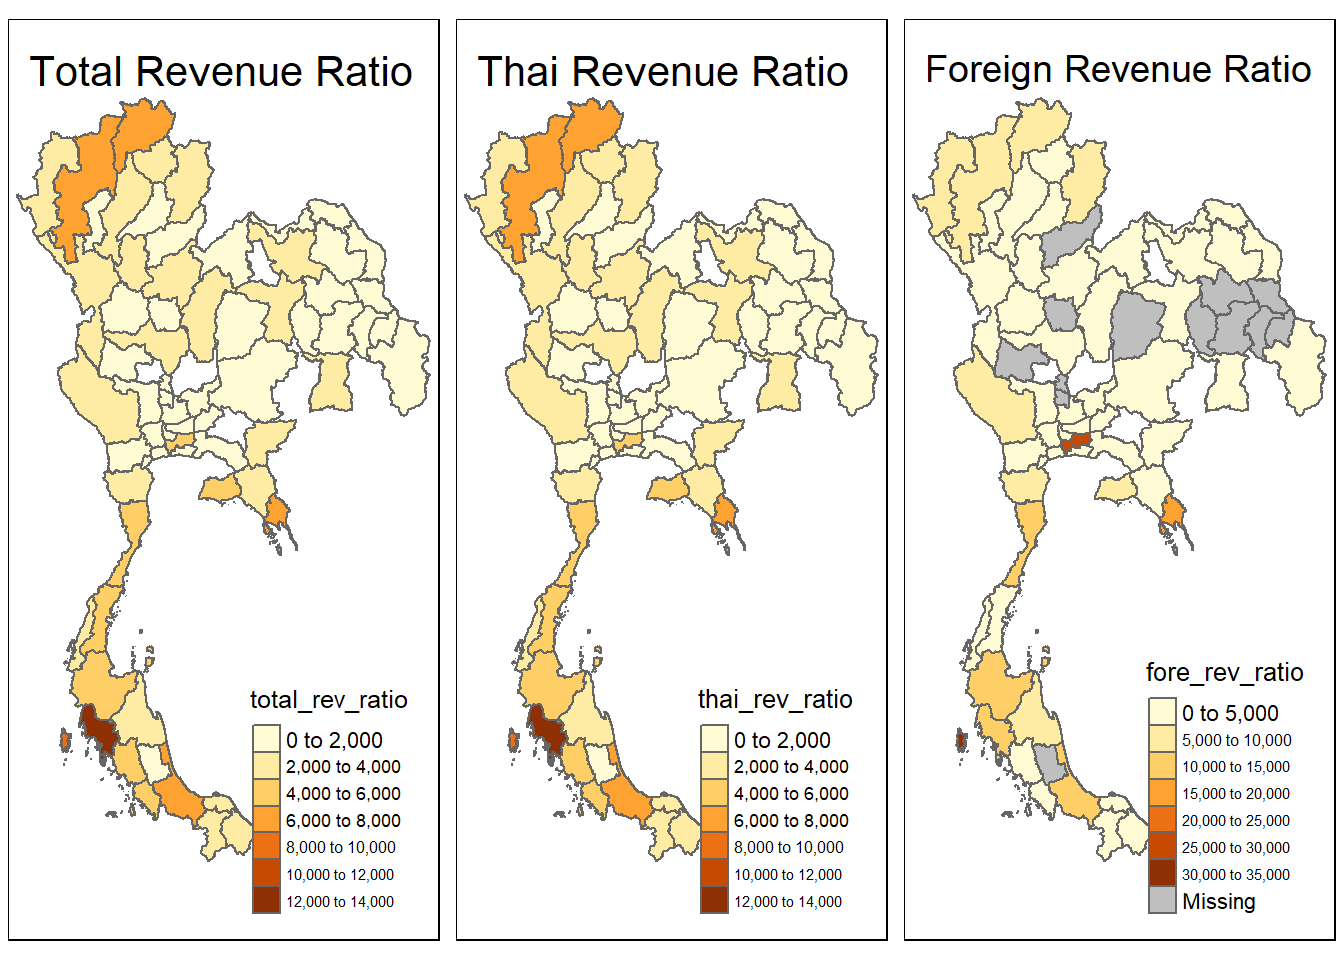 Total Revenue Ratio
total_rev_ratio
0 to 2,000
2,000 to 4,000
4,000 to 6,000
6,000 to 8,000
8,000 to 10,000
10,000 to 12,000
12,000 to 14,000
Thai Revenue Ratio
thai_rev_ratio
0 to 2,000
2,000 to 4,000
4,000 to 6,000
6,000 to 8,000
8,000 to 10,000
10,000 to 12,000
12,000 to 14,000
Foreign Revenue Ratio
fore_rev_ratio
0 to 5,000
5,000 to 10,000
10,000 to 15,000
15,000 to 20,000
20,000 to 25,000
25,000 to 30,000
30,000 to 35,000
Missing